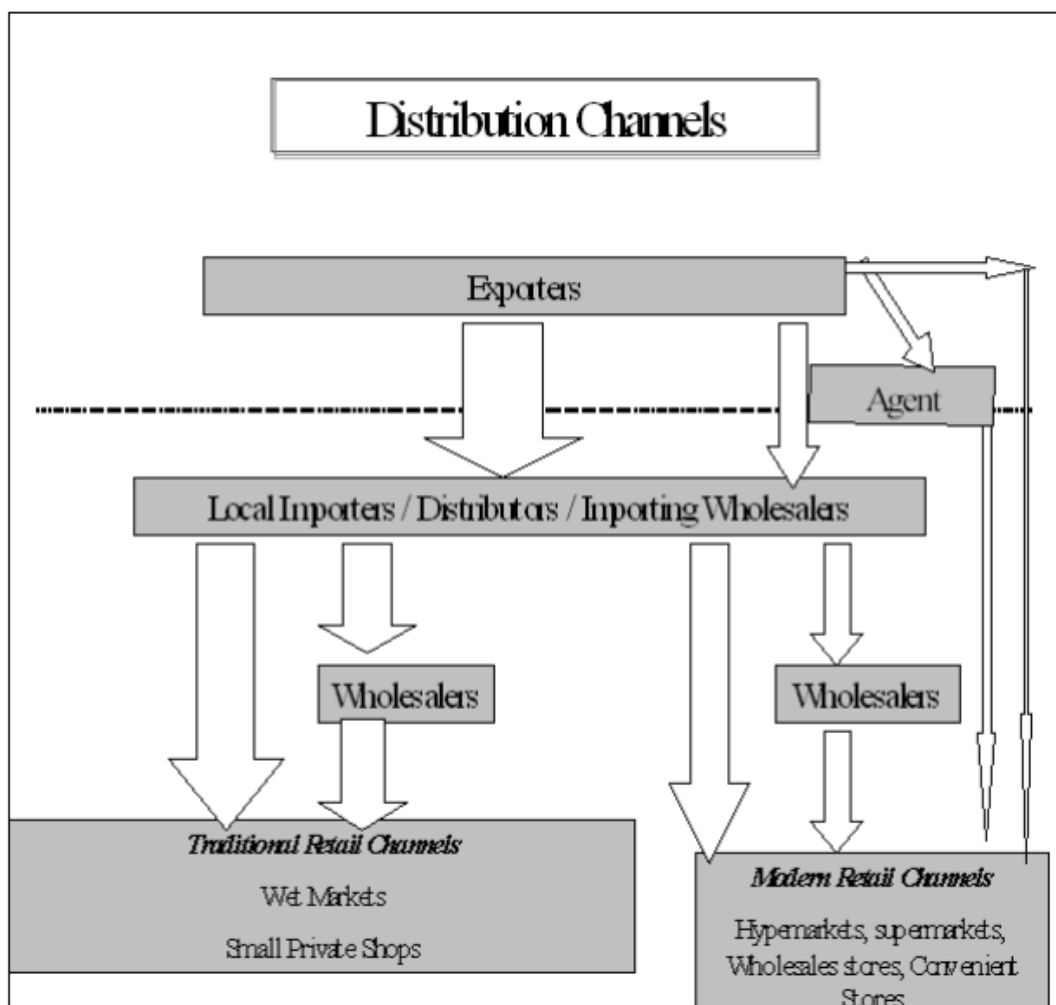 Distribution Channels
Exporters
Agent
Local Importers / Distributors / Importing Wholesalers
Wholesalers
Wholesalers
Traditional Retail Channels
Wet Markets
Small Private Shops
Modern Retail Channels
Hypermarkets, supermarkets,
Wholesales stores, Convenient
Stores